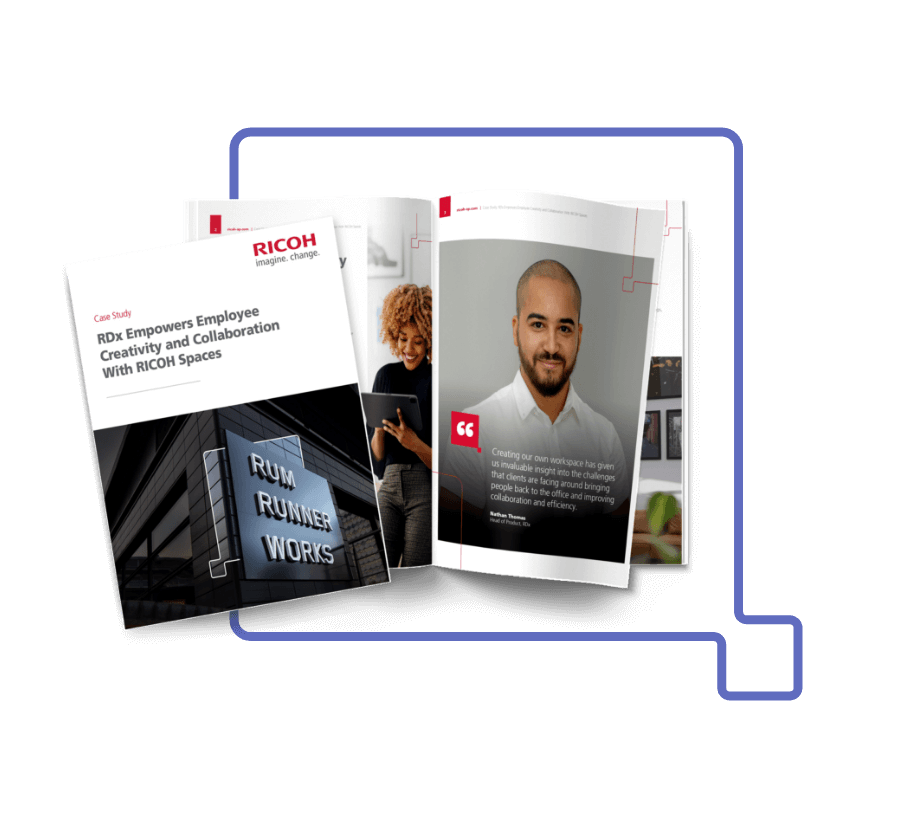 RICOH
imagine. change.
Case Study
RDx Empowers Employee
Creativity and Collaboration
With RICOH Spaces
RUM
RUNNER
WORKS
“
Creating our own workspace has given
us invaluable insight into the challenges
that clients are facing around bringing
people back to the office and improving
collaboration and efficiency.
Nathan Thomas
Head of Product, RDx